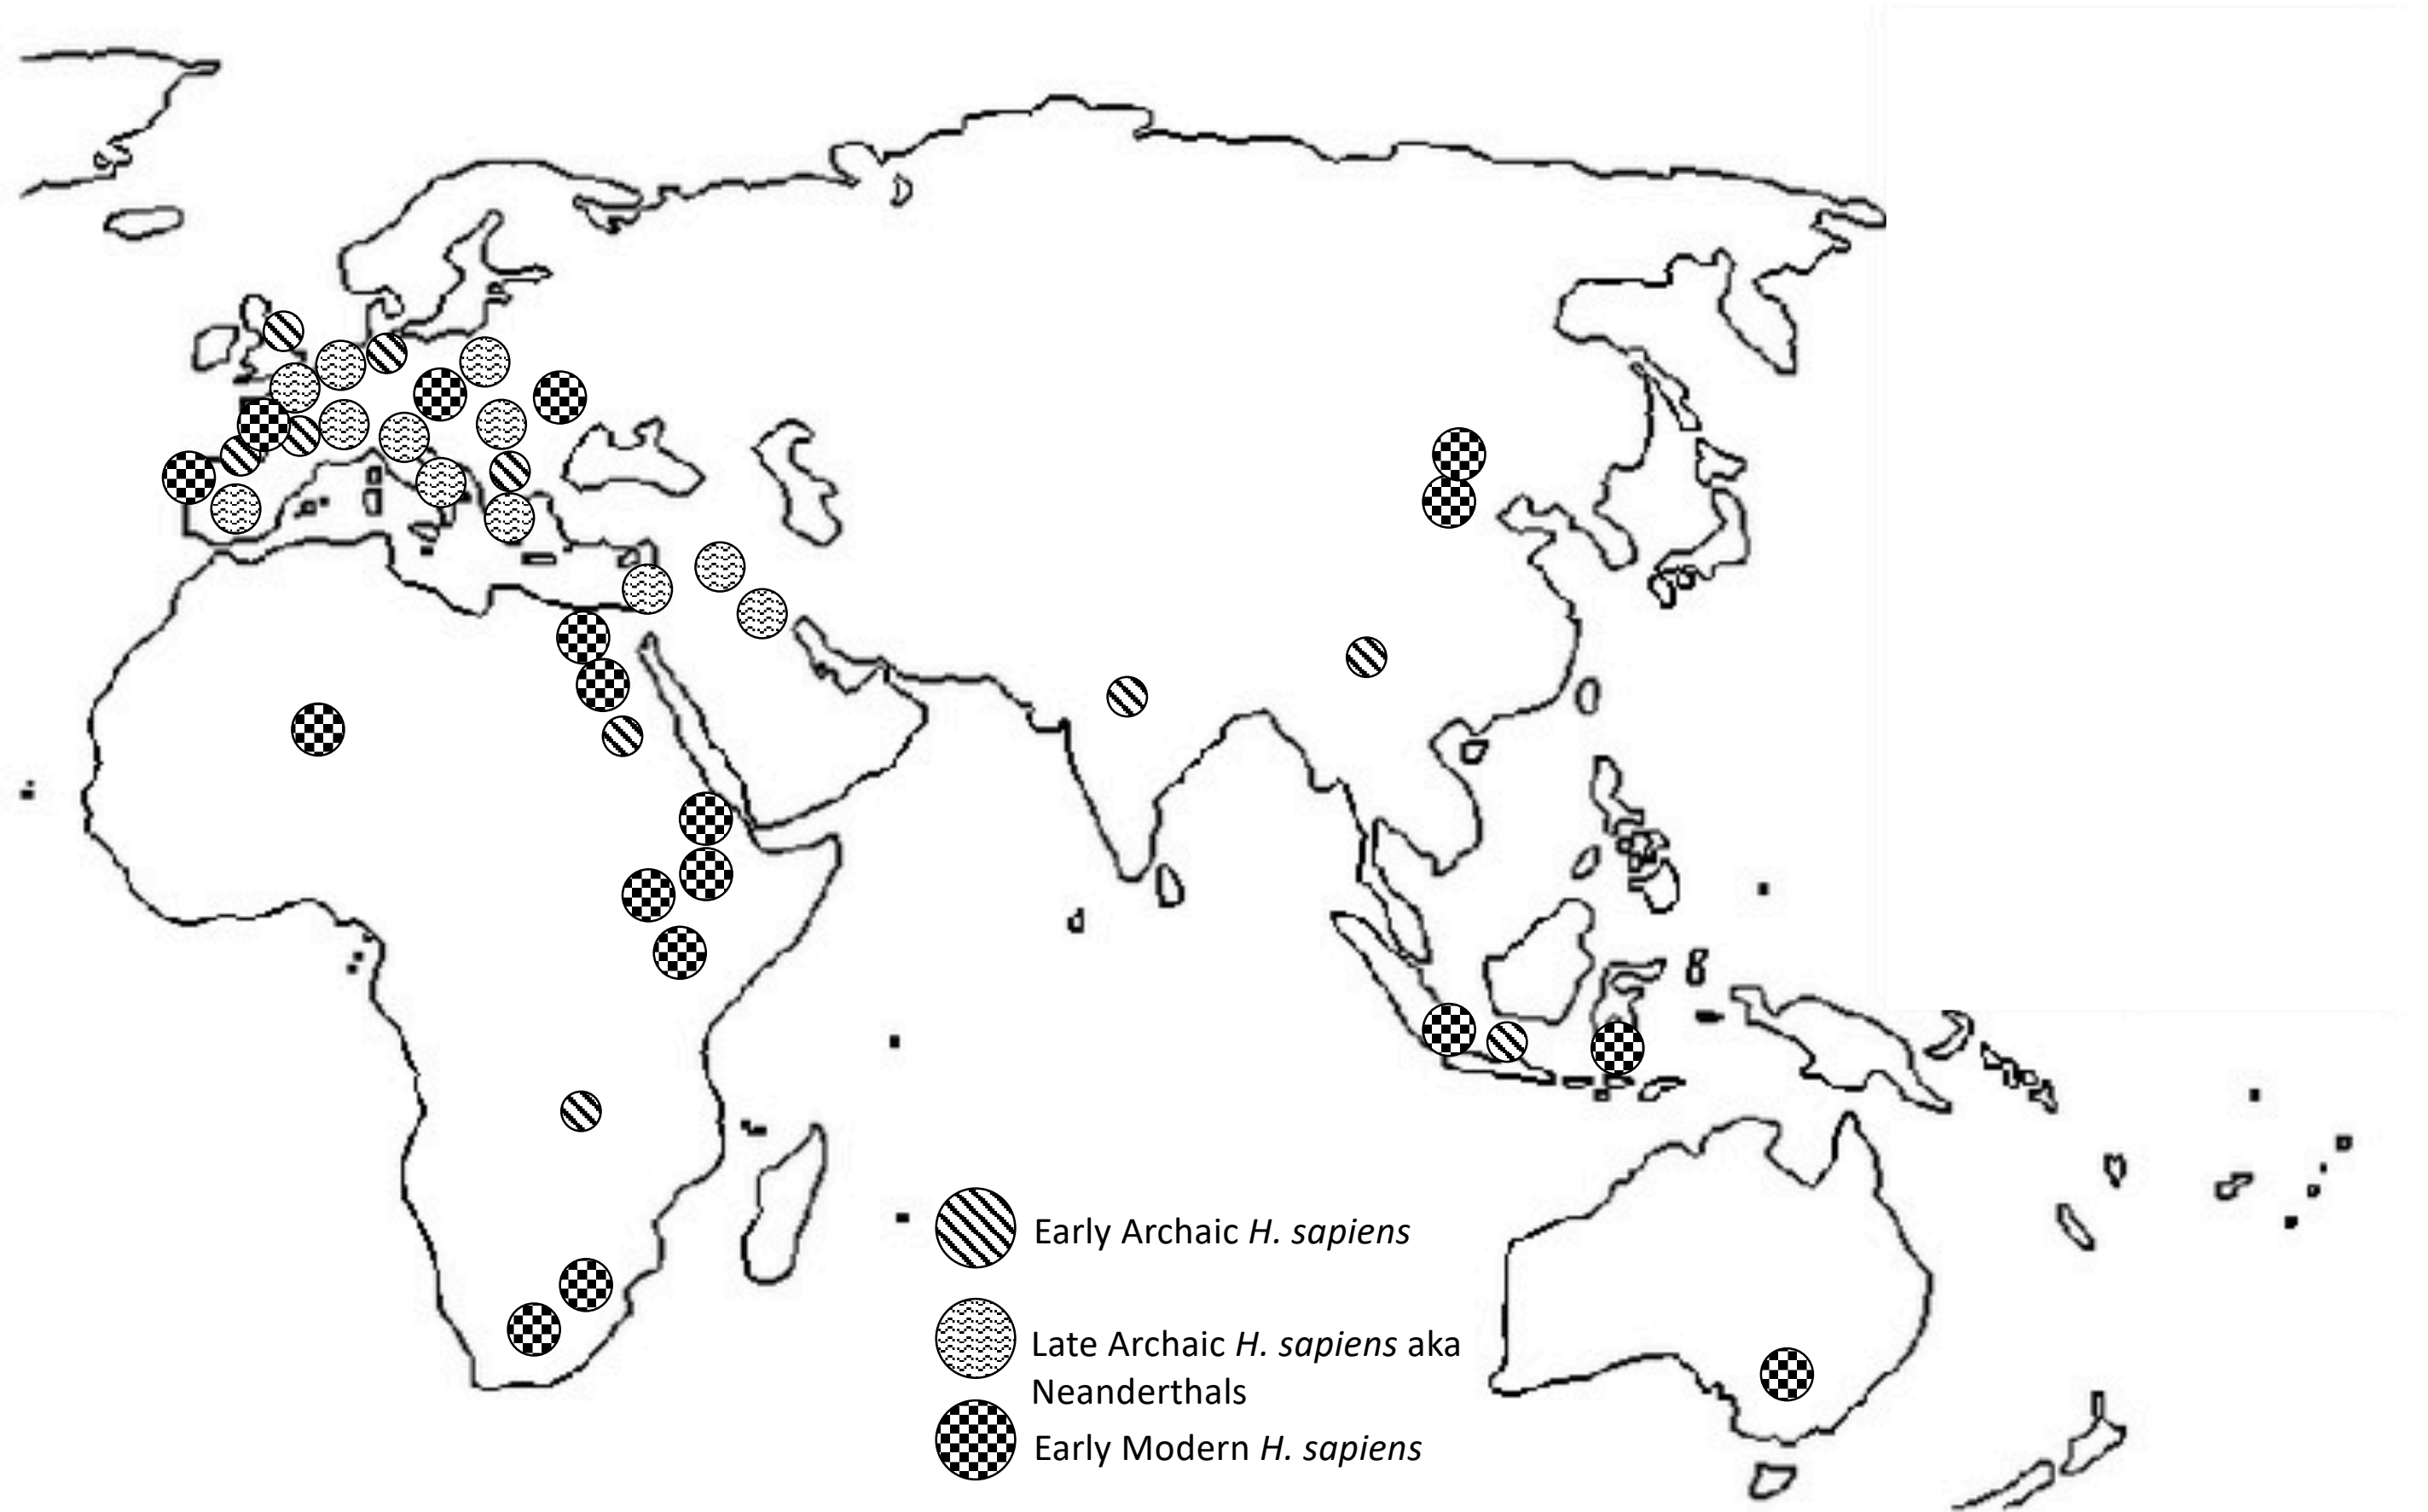 Early Archaic H. sapiens
Late Archaic H. sapiens aka
Neanderthals
Early Modern H. sapiens